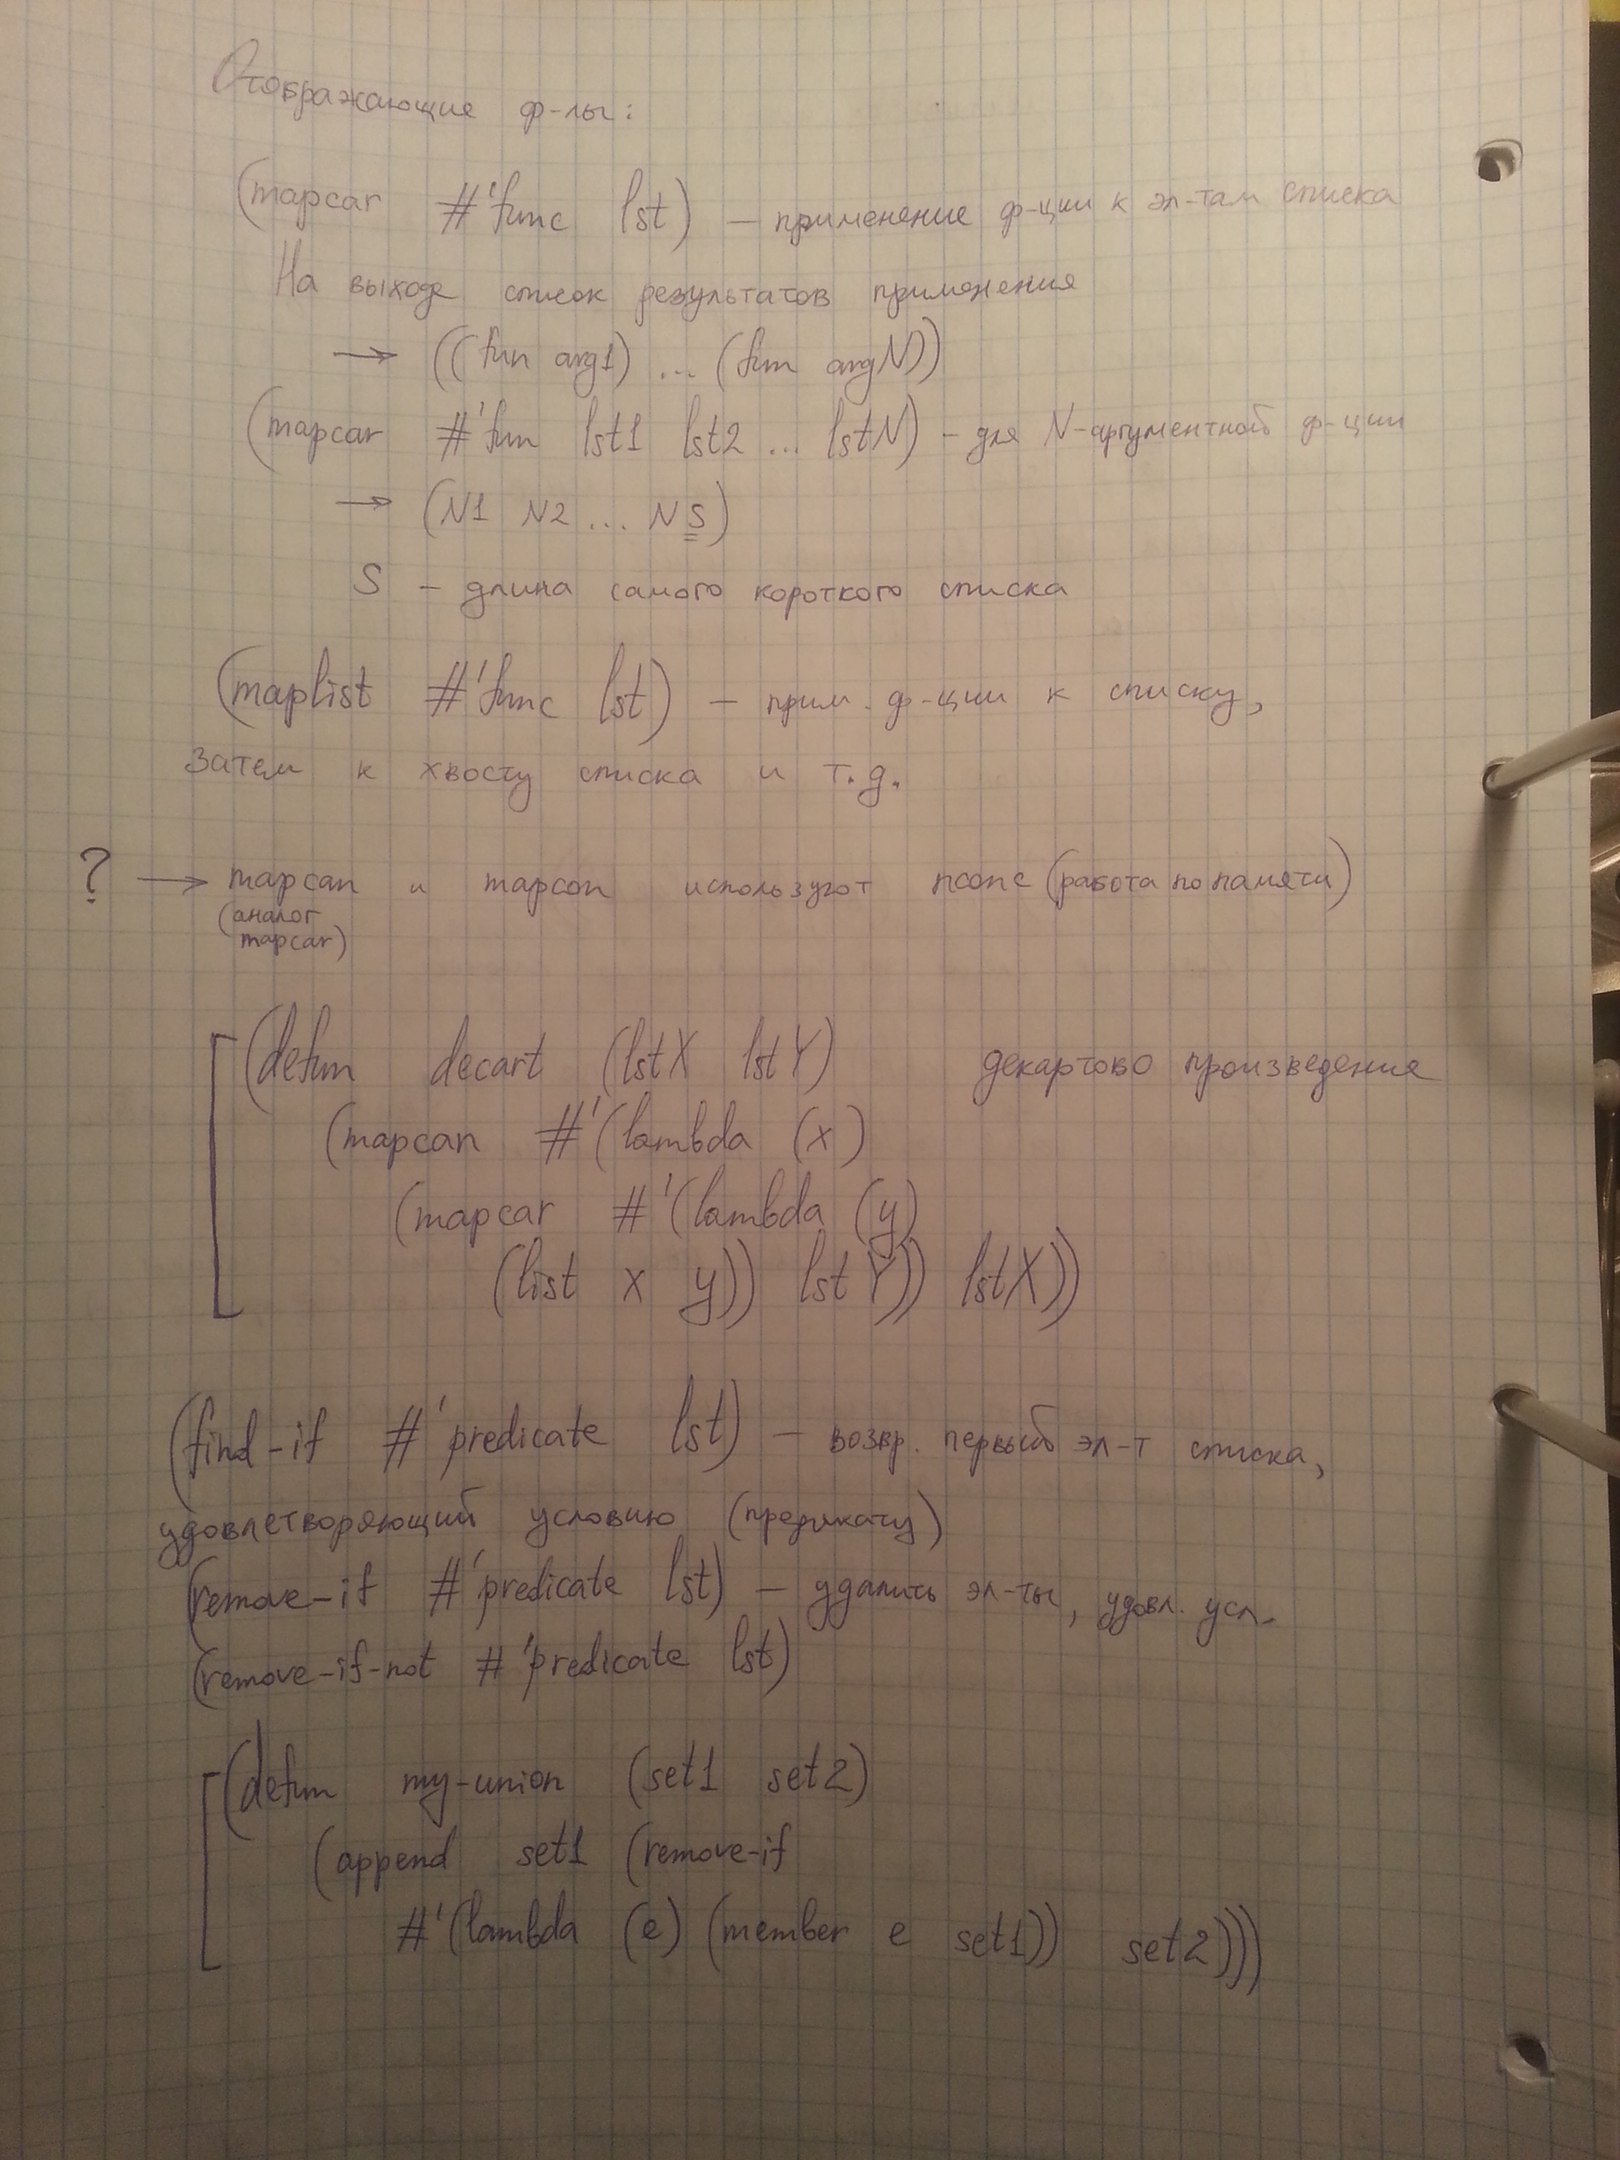 Отображающие ф-лы:
(mapcar #'func lst) — применение ф-ции к эл-там списка
На выходе список результатов применения
→ ((fun arg1) ... (fun argN))
(mapcar #'fun lst1 lst2 ... lstN) – для N-аргументной ф-ции
→ (N1 N2 ... NS)
S – длина самого короткого списка
(maplist #'func lst) – прим. ф-ции к списку,
затем к хвосту списка и т.д.
? → mapcan и mapcon используют nconc (работа по памяти)
(аналог
mapcar)
(defun decart (lstX lstY) декартово произведение
(mapcan #'(lambda (x)
(mapcar #'(lambda (y)
(list x y)) lstY)) lstX))
(find-if #'predicate lst) – возвр. первый эл-т списка,
удовлетворяющий условию (предикату)
(remove-if #'predicate lst) – удалить эл-ты, удовл. усл.
(remove-if-not #'predicate lst)
(defun my-union (set1 set2)
(append set1 (remove-if
#'(lambda (e) (member e set1)) set2)))